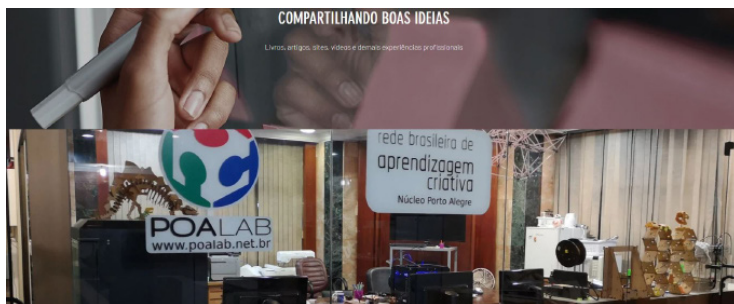 COMPARTILHANDO BOAS IDEIAS
Livros, artigos, sites, vídeos e demais experiências profissionais
rede brasileira de
aprendizagem
criativa
Núcleo Porto Alegre
POALAB
www.poalab.net.br